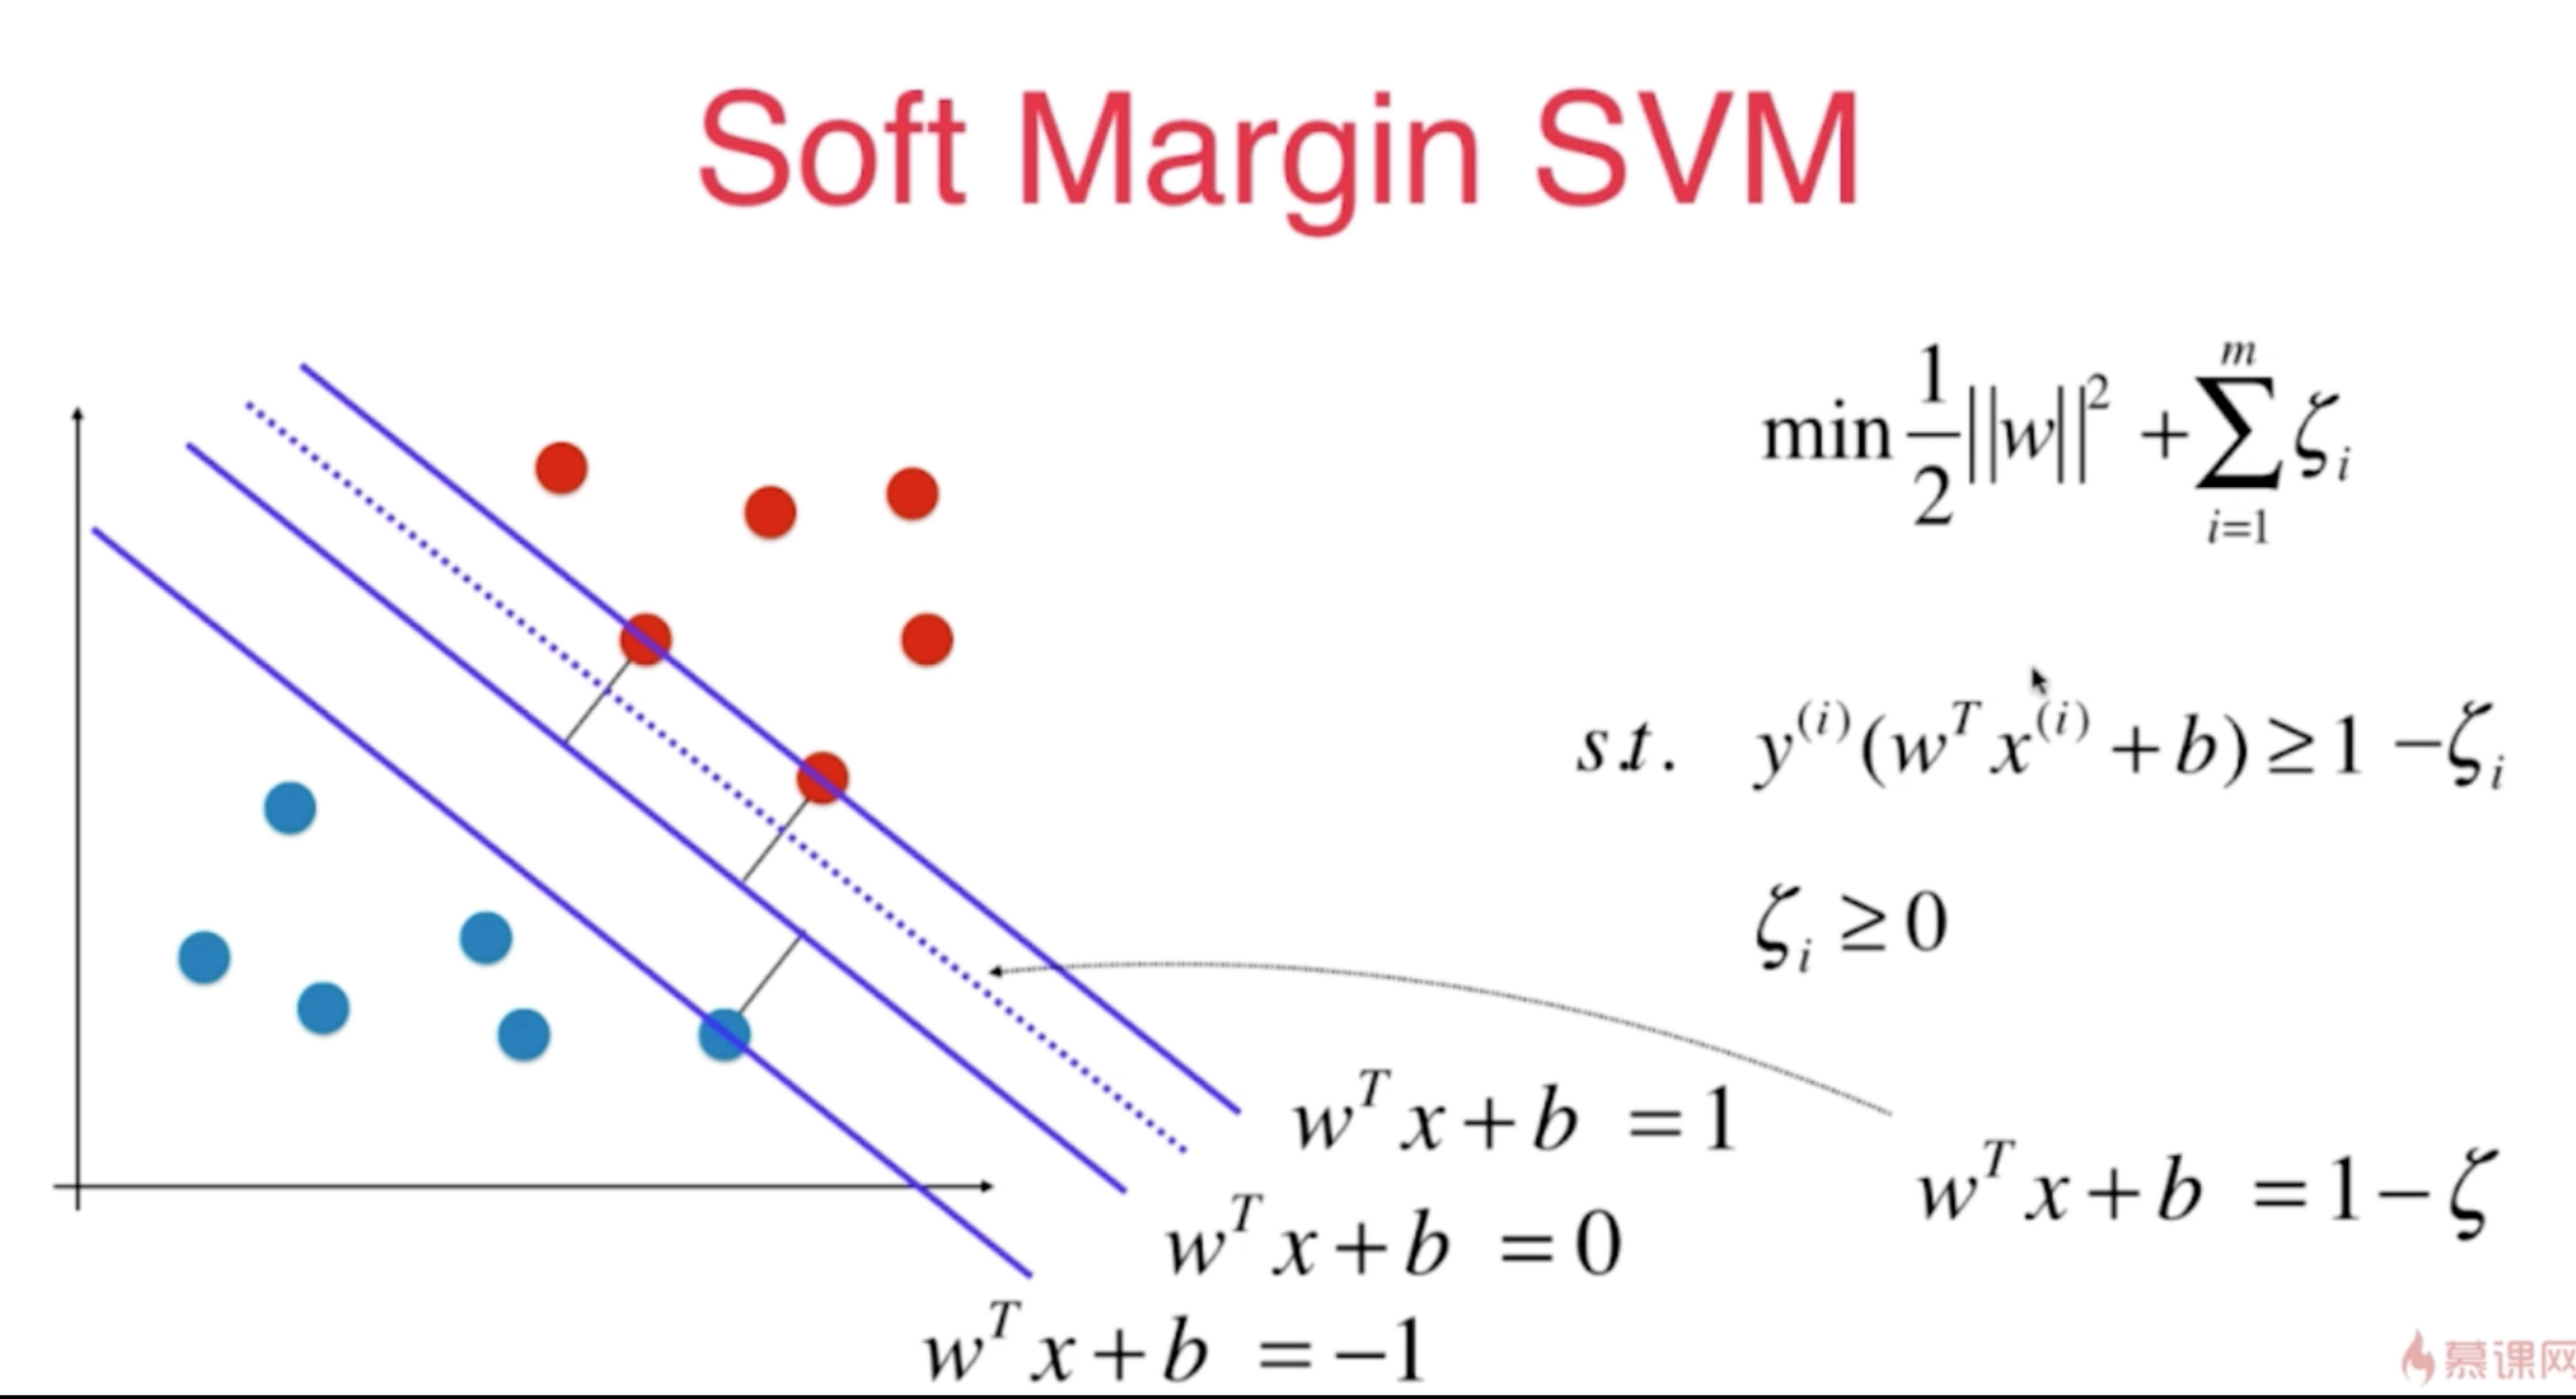 Soft Margin SVM
min 1/2 ||w||² + ∑_{i=1}^{m} ζ_i
s.t. y^{(i)}(w^T x^{(i)} + b) ≥ 1 − ζ_i
ζ_i ≥ 0
w^T x + b = 1
w^T x + b = 1 − ζ
w^T x + b = 0
w^T x + b = −1
慕课网